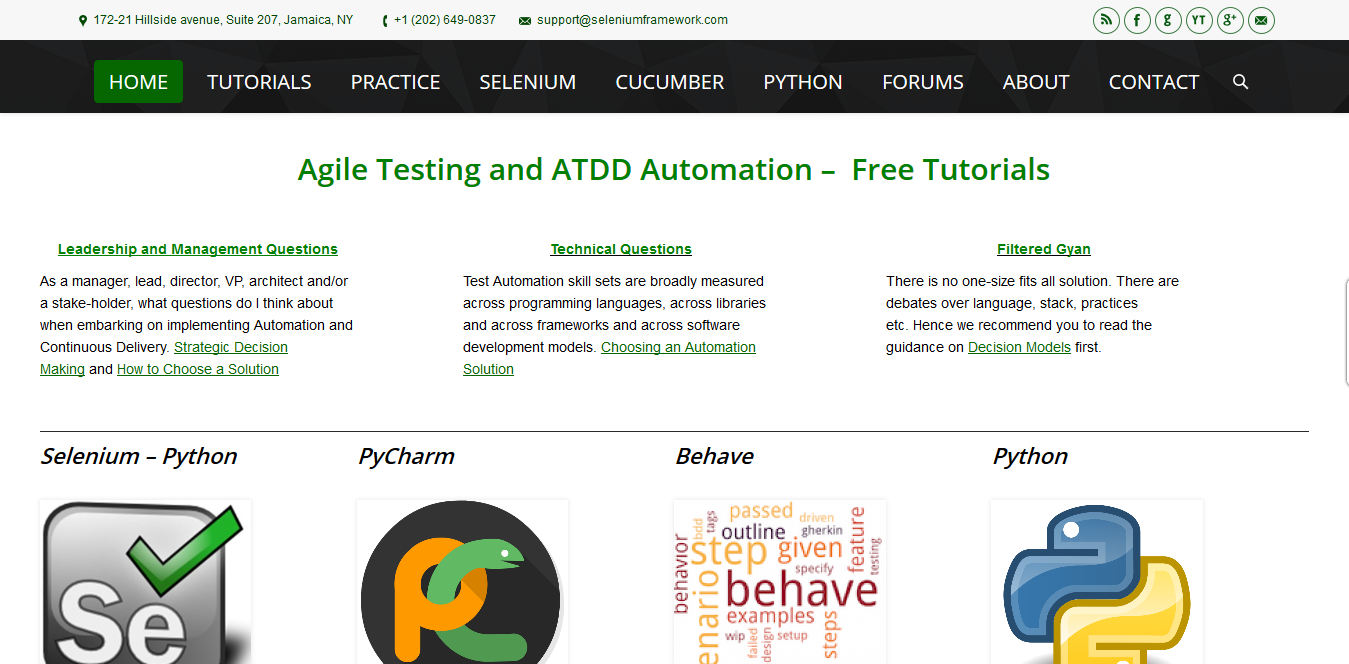 172-21 Hillside avenue, Suite 207, Jamaica, NY +1 (202) 649-0837 support@seleniumframework.com
f g YT g+
HOME TUTORIALS PRACTICE SELENIUM CUCUMBER PYTHON FORUMS ABOUT CONTACT
Agile Testing and ATDD Automation – Free Tutorials
Leadership and Management Questions
As a manager, lead, director, VP, architect and/or
a stake-holder, what questions do I think about
when embarking on implementing Automation and
Continuous Delivery. Strategic Decision
Making and How to Choose a Solution
Technical Questions
Test Automation skill sets are broadly measured
across programming languages, across libraries
and across frameworks and across software
development models. Choosing an Automation
Solution
Filtered Gyan
There is no one-size fits all solution. There are
debates over language, stack, practices
etc. Hence we recommend you to read the
guidance on Decision Models first.
Selenium – Python
Se
PyCharm
PC
Behave
passed
driven
tags
bdd
outline
gherkin
feature
behavior
step
given
testing
specify
behave
enario
examples
wip
failed
design
setup
steps
Python